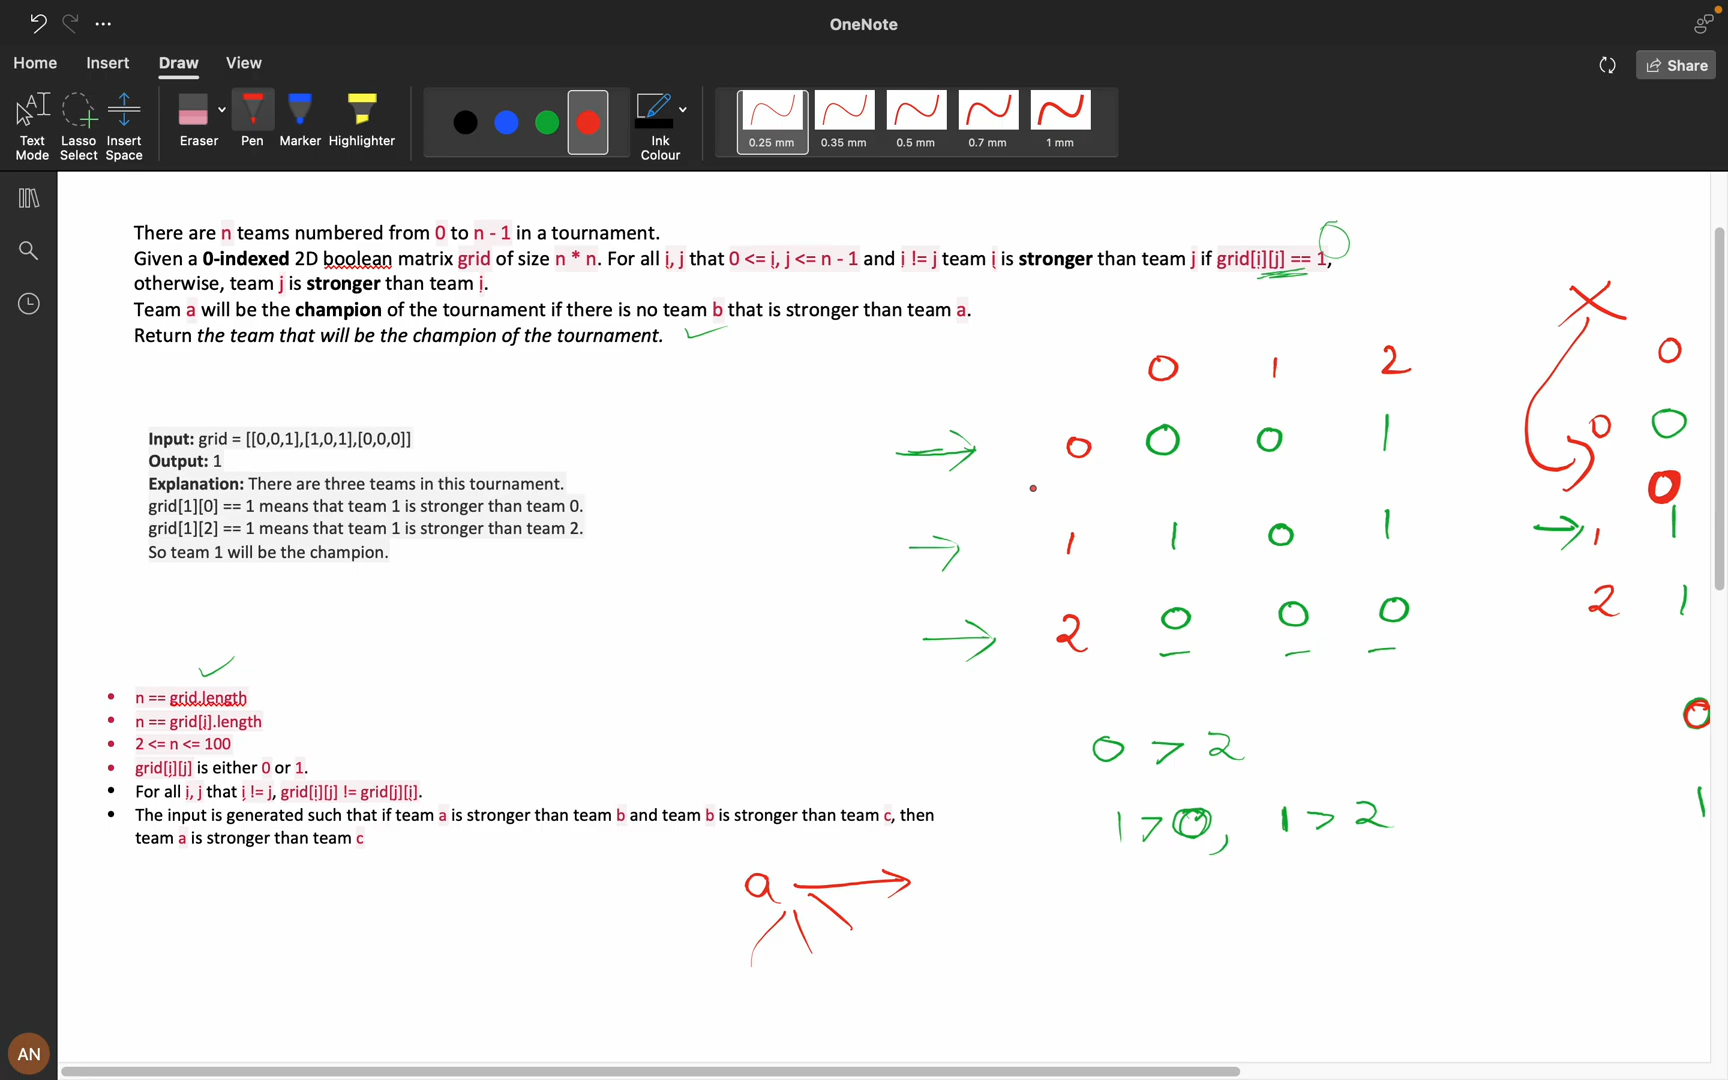 OneNote
Home Insert Draw View
Share
Text Mode
Lasso Select
Insert Space
Eraser
Pen
Marker
Highlighter
Ink Colour
0.25 mm
0.35 mm
0.5 mm
0.7 mm
1 mm
There are n teams numbered from 0 to n - 1 in a tournament.
Given a 0-indexed 2D boolean matrix grid of size n * n. For all i, j that 0 <= i, j <= n - 1 and i != j team i is stronger than team j if grid[i][j] == 1,
otherwise, team j is stronger than team i.
Team a will be the champion of the tournament if there is no team b that is stronger than team a.
Return the team that will be the champion of the tournament.
Input: grid = [[0,0,1],[1,0,1],[0,0,0]]
Output: 1
Explanation: There are three teams in this tournament.
grid[1][0] == 1 means that team 1 is stronger than team 0.
grid[1][2] == 1 means that team 1 is stronger than team 2.
So team 1 will be the champion.
n == grid.length
n == grid[i].length
2 <= n <= 100
grid[i][j] is either 0 or 1.
For all i, j that i != j, grid[i][j] != grid[j][i].
The input is generated such that if team a is stronger than team b and team b is stronger than team c, then
team a is stronger than team c
0 1 2
0 0 0 1
1 1 0 1
2 0 0 0
0 > 2
1 > 0, 1 > 2
a
0
0 0
0
1 1
2 1
0
1
AN